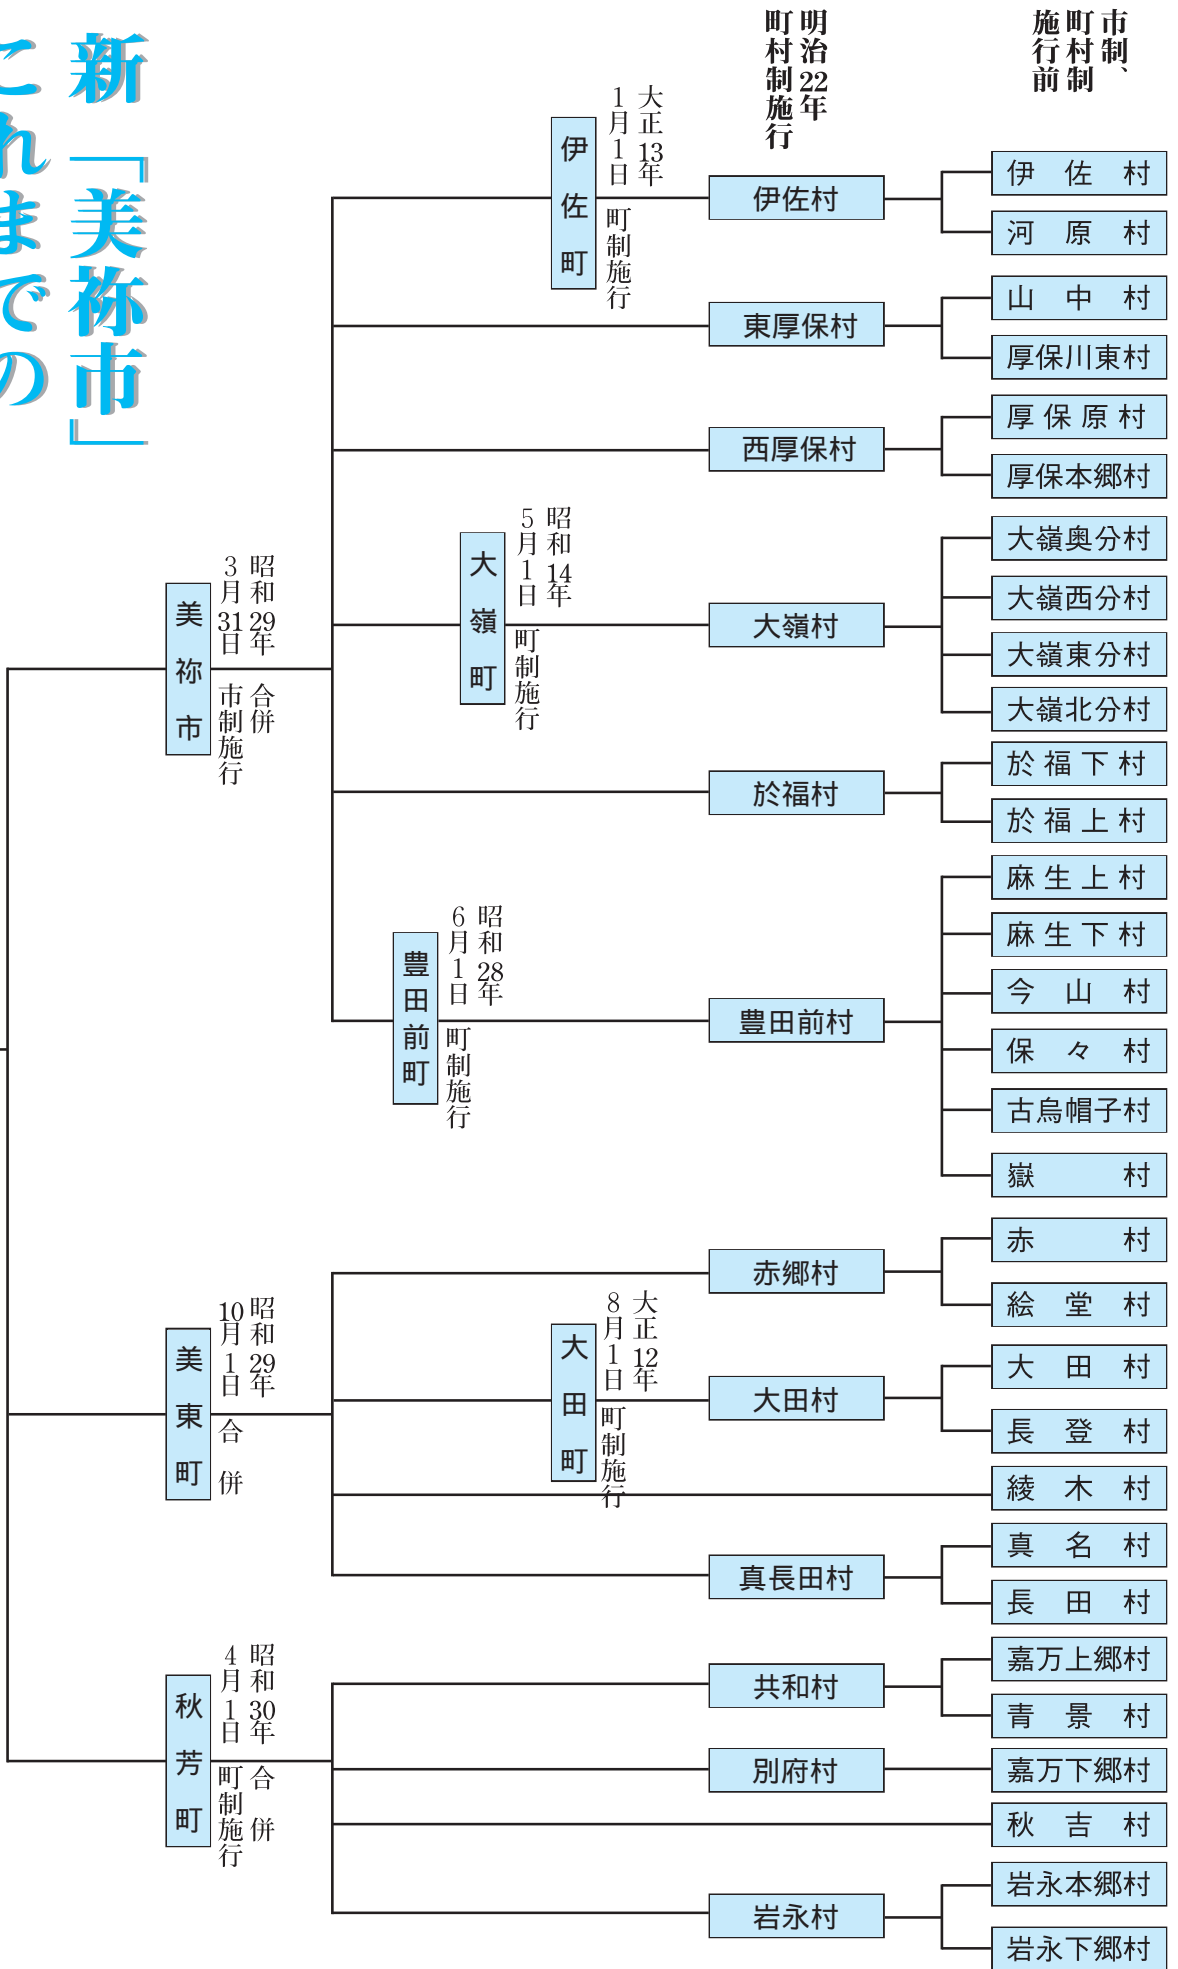 市制、
町村制
施行前
明治22年
町村制施行
新「美祢市」
これまでの
伊佐村
河原村
山中村
厚保川東村
厚保原村
厚保本郷村
大嶺奥分村
大嶺西分村
大嶺東分村
大嶺北分村
於福下村
於福上村
麻生上村
麻生下村
今山村
保々村
古烏帽子村
嶽村
赤村
絵堂村
大田村
長登村
綾木村
真名村
長田村
嘉万上郷村
青景村
嘉万下郷村
秋吉村
岩永本郷村
岩永下郷村
伊佐村
東厚保村
西厚保村
大嶺村
於福村
豊田前村
赤郷村
大田村
真長田村
共和村
別府村
岩永村
大正13年
1月1日
町制施行
伊佐町
昭和14年
5月1日
町制施行
大嶺町
昭和28年
6月1日
町制施行
豊田前町
大正12年
8月1日
町制施行
大田町
昭和29年 合併
3月31日 市制施行
美祢市
昭和29年
10月1日 合併
美東町
昭和30年 合併
4月1日 町制施行
秋芳町